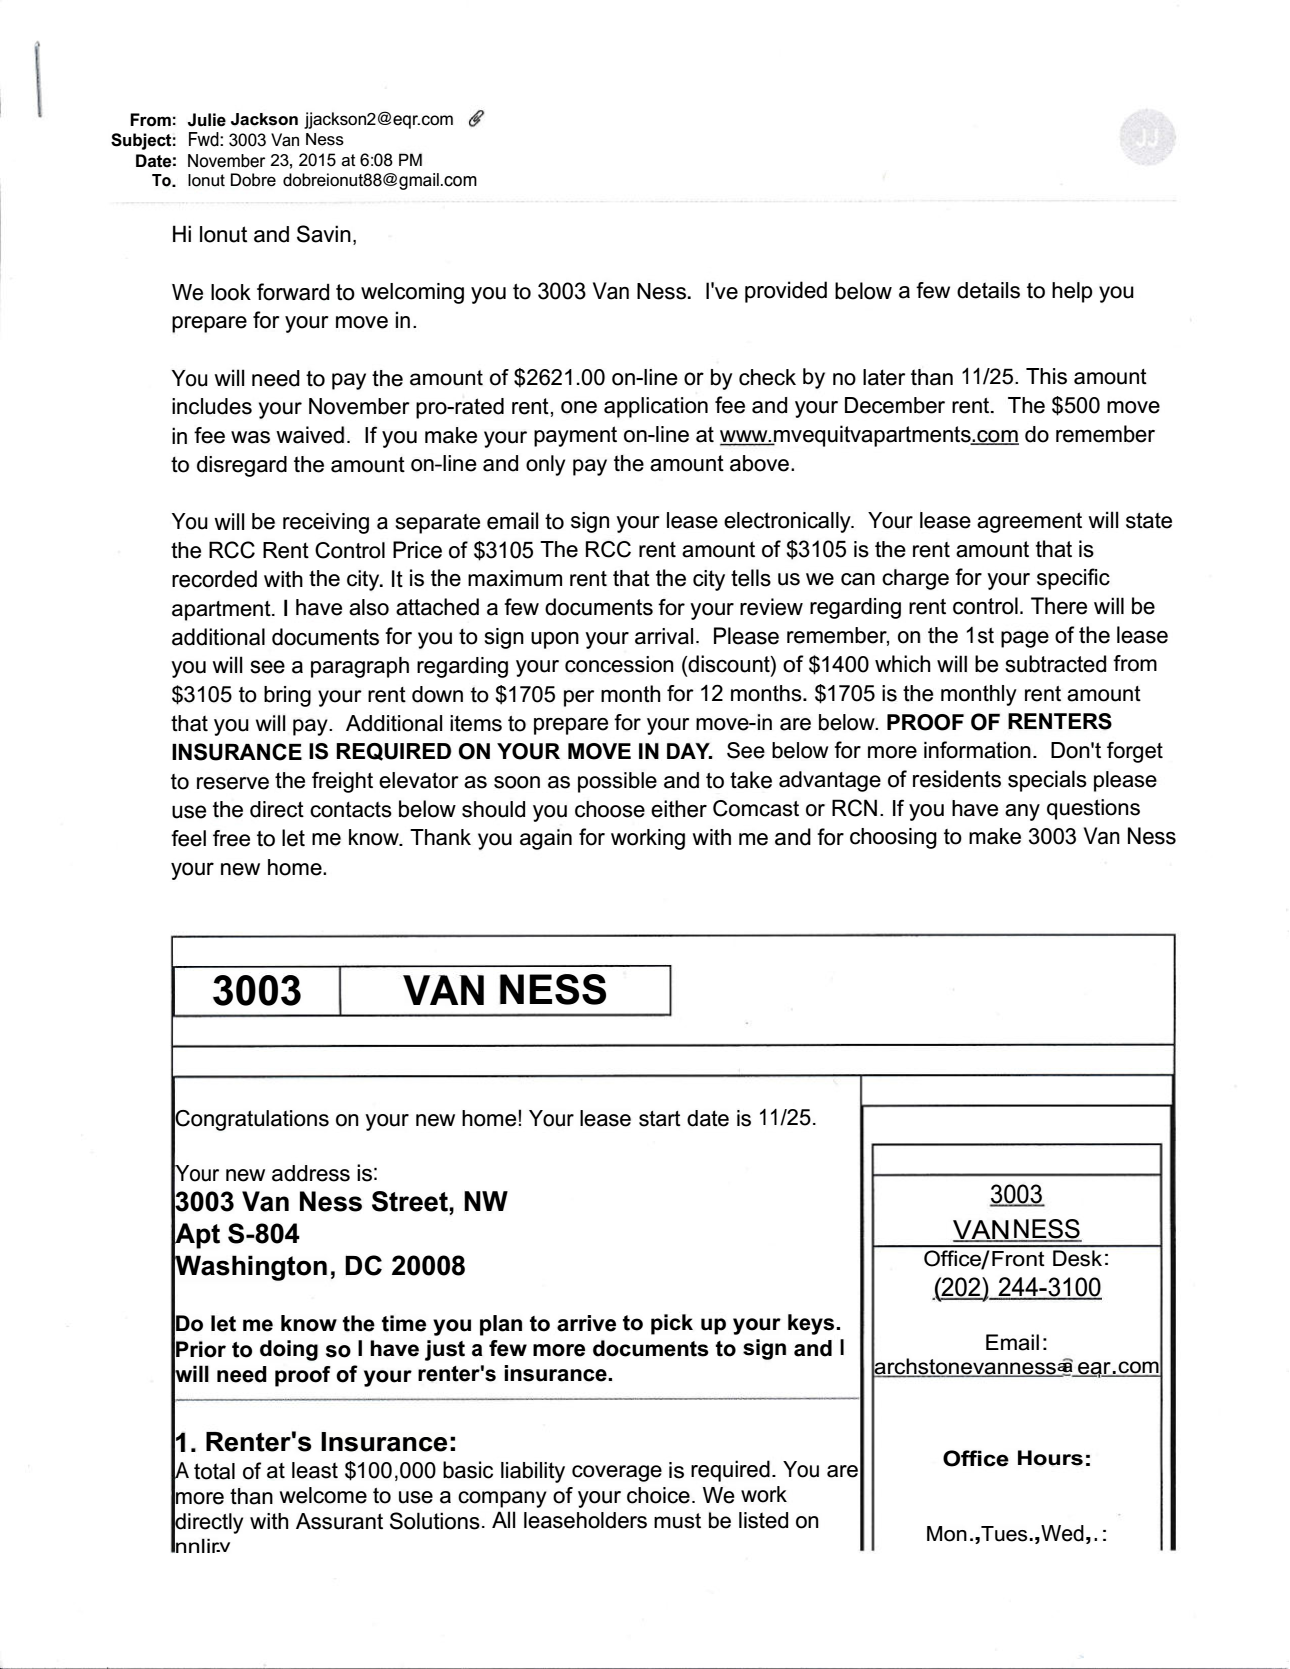 From: Julie Jackson jjackson2@eqr.com
Subject: Fwd: 3003 Van Ness
Date: November 23, 2015 at 6:08 PM
To. Ionut Dobre dobreionut88@gmail.com
JJ
Hi Ionut and Savin,
We look forward to welcoming you to 3003 Van Ness. I've provided below a few details to help you
prepare for your move in.
You will need to pay the amount of $2621.00 on-line or by check by no later than 11/25. This amount
includes your November pro-rated rent, one application fee and your December rent. The $500 move
in fee was waived. If you make your payment on-line at www.mvequitvapartments.com do remember
to disregard the amount on-line and only pay the amount above.
You will be receiving a separate email to sign your lease electronically. Your lease agreement will state
the RCC Rent Control Price of $3105 The RCC rent amount of $3105 is the rent amount that is
recorded with the city. It is the maximum rent that the city tells us we can charge for your specific
apartment. I have also attached a few documents for your review regarding rent control. There will be
additional documents for you to sign upon your arrival. Please remember, on the 1st page of the lease
you will see a paragraph regarding your concession (discount) of $1400 which will be subtracted from
$3105 to bring your rent down to $1705 per month for 12 months. $1705 is the monthly rent amount
that you will pay. Additional items to prepare for your move-in are below. PROOF OF RENTERS
INSURANCE IS REQUIRED ON YOUR MOVE IN DAY. See below for more information. Don't forget
to reserve the freight elevator as soon as possible and to take advantage of residents specials please
use the direct contacts below should you choose either Comcast or RCN. If you have any questions
feel free to let me know. Thank you again for working with me and for choosing to make 3003 Van Ness
your new home.
3003 VAN NESS
Congratulations on your new home! Your lease start date is 11/25.
Your new address is:
3003 Van Ness Street, NW
Apt S-804
Washington, DC 20008
Do let me know the time you plan to arrive to pick up your keys.
Prior to doing so I have just a few more documents to sign and I
will need proof of your renter's insurance.
1. Renter's Insurance:
A total of at least $100,000 basic liability coverage is required. You are
more than welcome to use a company of your choice. We work
directly with Assurant Solutions. All leaseholders must be listed on
3003
VANNESS
Office/Front Desk:
(202) 244-3100
Email:
archstonevanness@ear.com
Office Hours:
Mon.,Tues.,Wed,.: